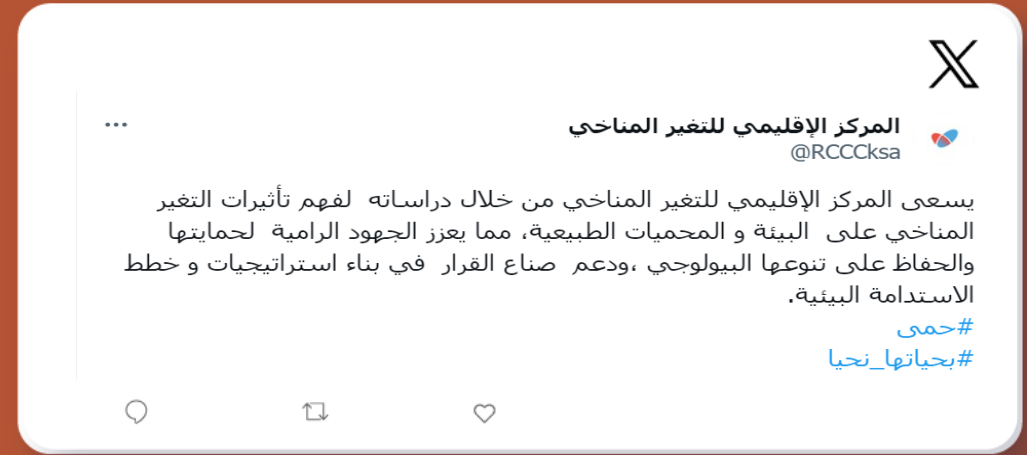 المركز الإقليمي للتغير المناخي
@RCCCksa
يسعى المركز الإقليمي للتغير المناخي من خلال دراساته لفهم تأثيرات التغير
المناخي على البيئة و المحميات الطبيعية، مما يعزز الجهود الرامية لحمايتها
والحفاظ على تنوعها البيولوجي ،ودعم صناع القرار في بناء استراتيجيات و خطط
الاستدامة البيئية.
#حمى
#بحياتها_نحيا